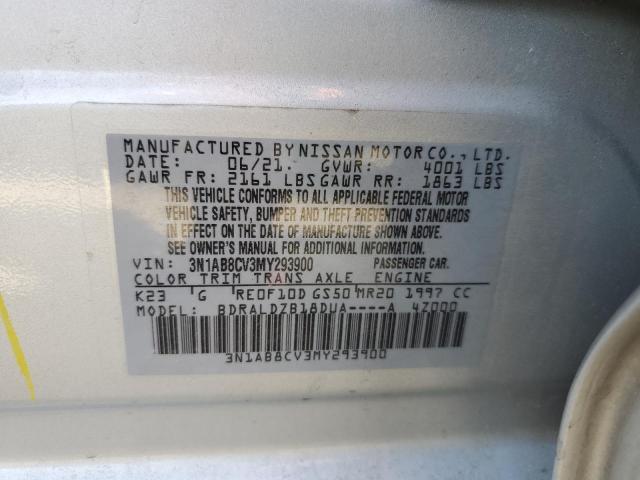 MANUFACTURED BY NISSAN MOTOR CO., LTD.
DATE: 06/21. GVWR: 4001 LBS
GAWR FR: 2161 LBS GAWR RR: 1863 LBS
THIS VEHICLE CONFORMS TO ALL APPLICABLE FEDERAL MOTOR
VEHICLE SAFETY, BUMPER AND THEFT PREVENTION STANDARDS
IN EFFECT ON THE DATE OF MANUFACTURE SHOWN ABOVE.
SEE OWNER'S MANUAL FOR ADDITIONAL INFORMATION.
VIN: 3N1AB8CV3MY293900 PASSENGER CAR.
COLOR TRIM TRANS AXLE ENGINE
K23 G RE0F10D GS50 MR20 1997 CC
BDRALDZB18DUA----A 4Z000
3N1AB8CV3MY293900